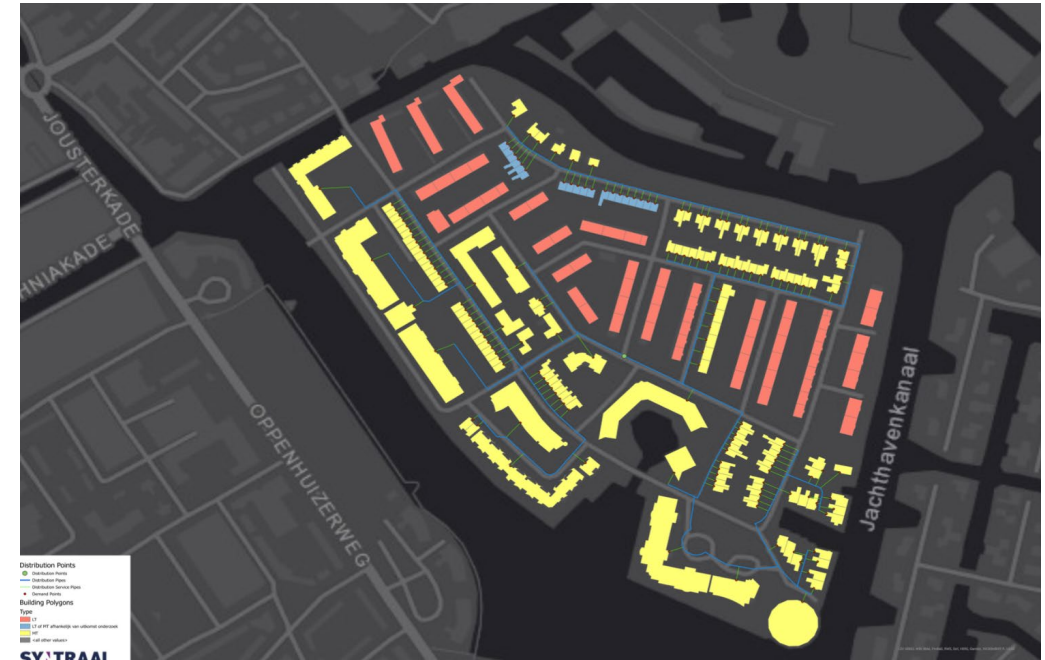 JOUSTERKADE
HNIAKADE
OPPENHUIZERWEG
Jachthavenkanaal
Distribution Points
Distribution Points
Distribution Pipes
Distribution Service Pipes
Demand Points
Building Polygons
Type
LT
LT of MT afhankelijk van uitkomst onderzoek
MT
<all other values>
SYNTRAAL